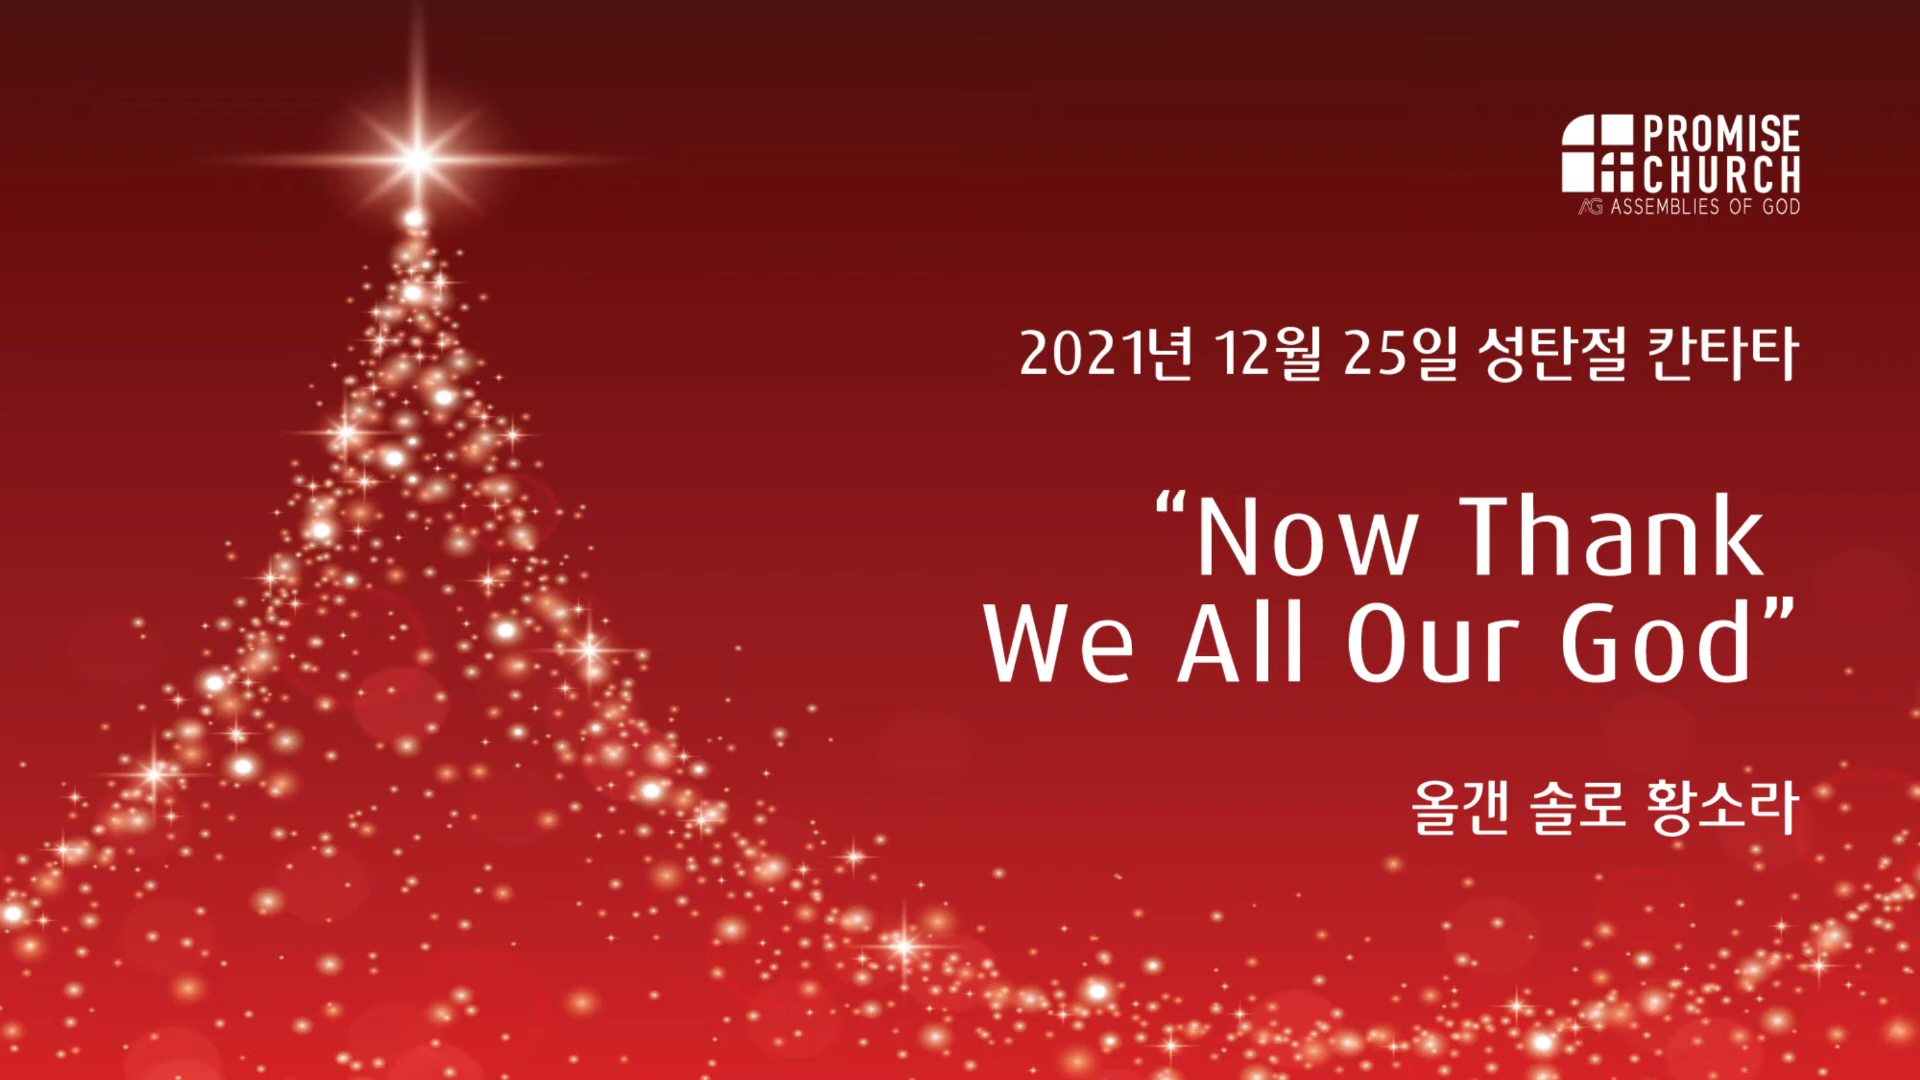 PROMISE
CHURCH
AG ASSEMBLIES OF GOD
2021년 12월 25일 성탄절 칸타타
“Now Thank
We All Our God”
올갠 솔로 황소라